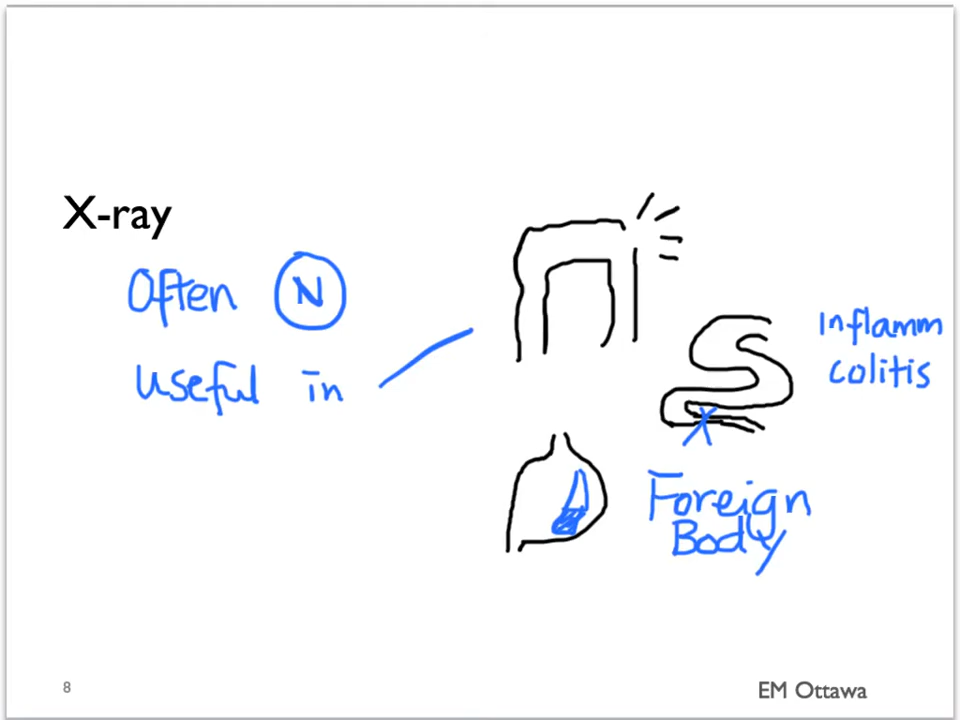 X-ray
Often N
useful in
Inflamm
colitis
Foreign
Body
8
EM Ottawa